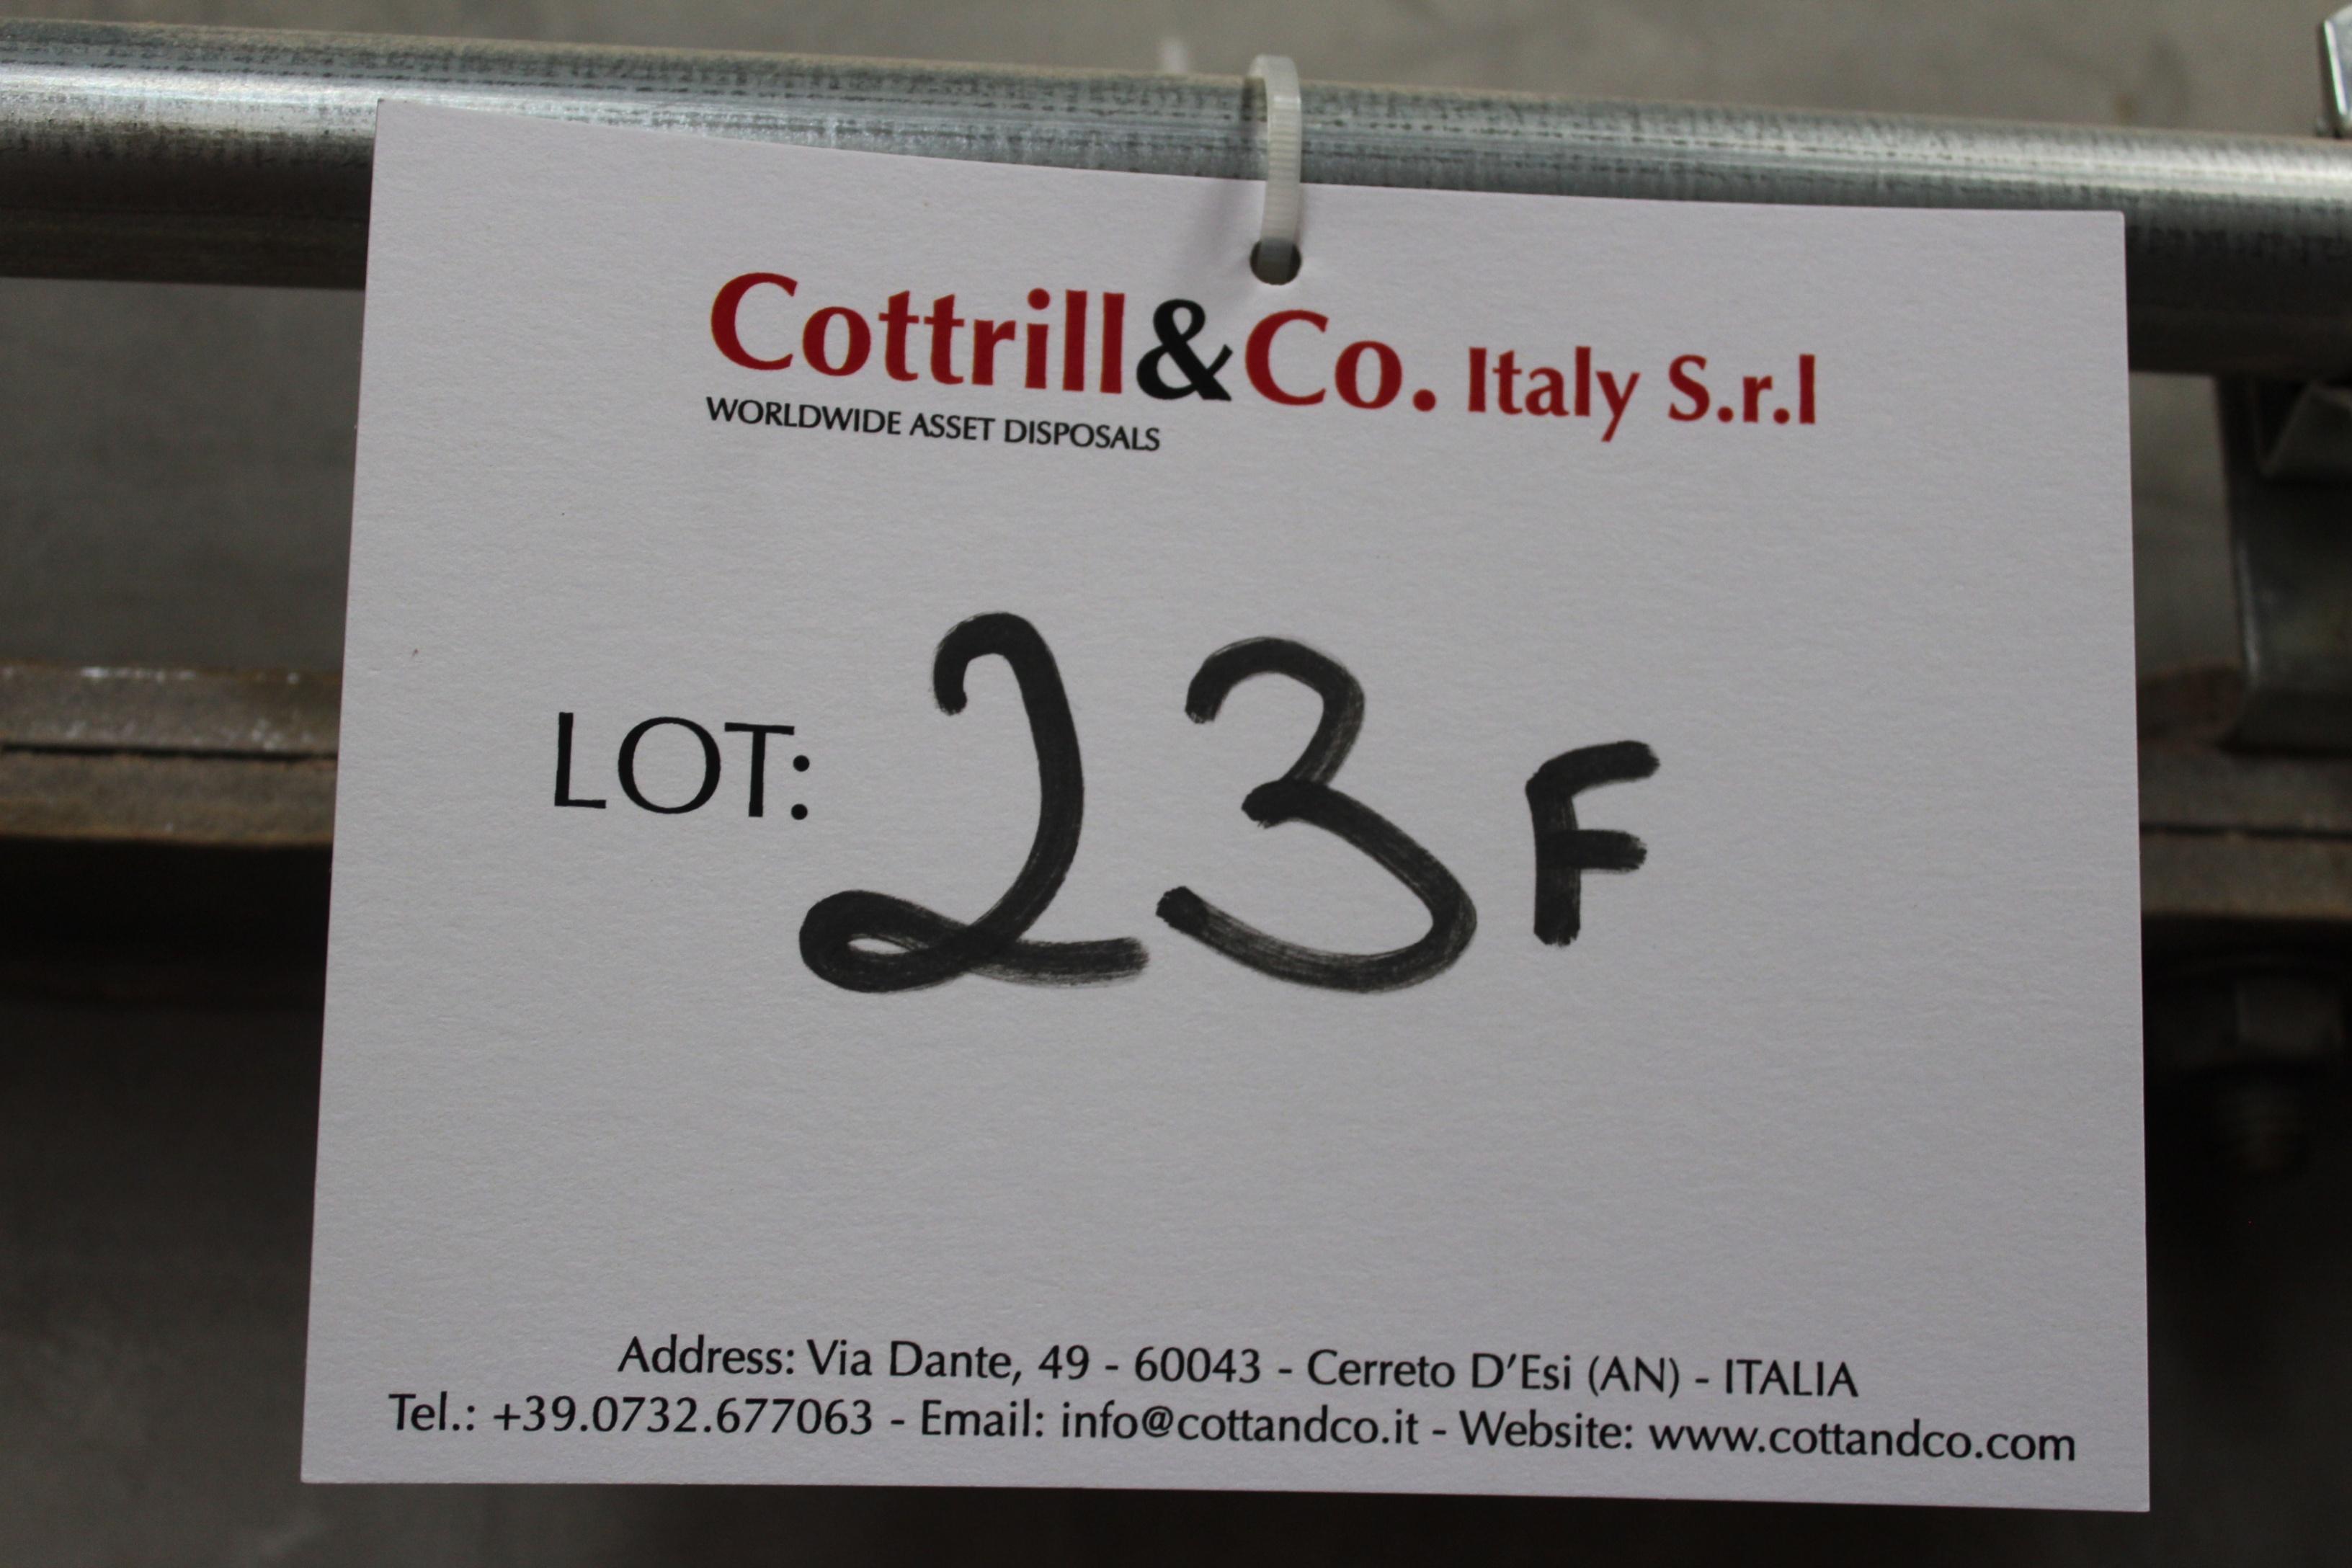 Cottrill&Co. Italy S.r.l
WORLDWIDE ASSET DISPOSALS
LOT: 23F
Address: Via Dante, 49 - 60043 - Cerreto D'Esi (AN) - ITALIA
Tel.: +39.0732.677063 - Email: info@cottandco.it - Website: www.cottandco.com